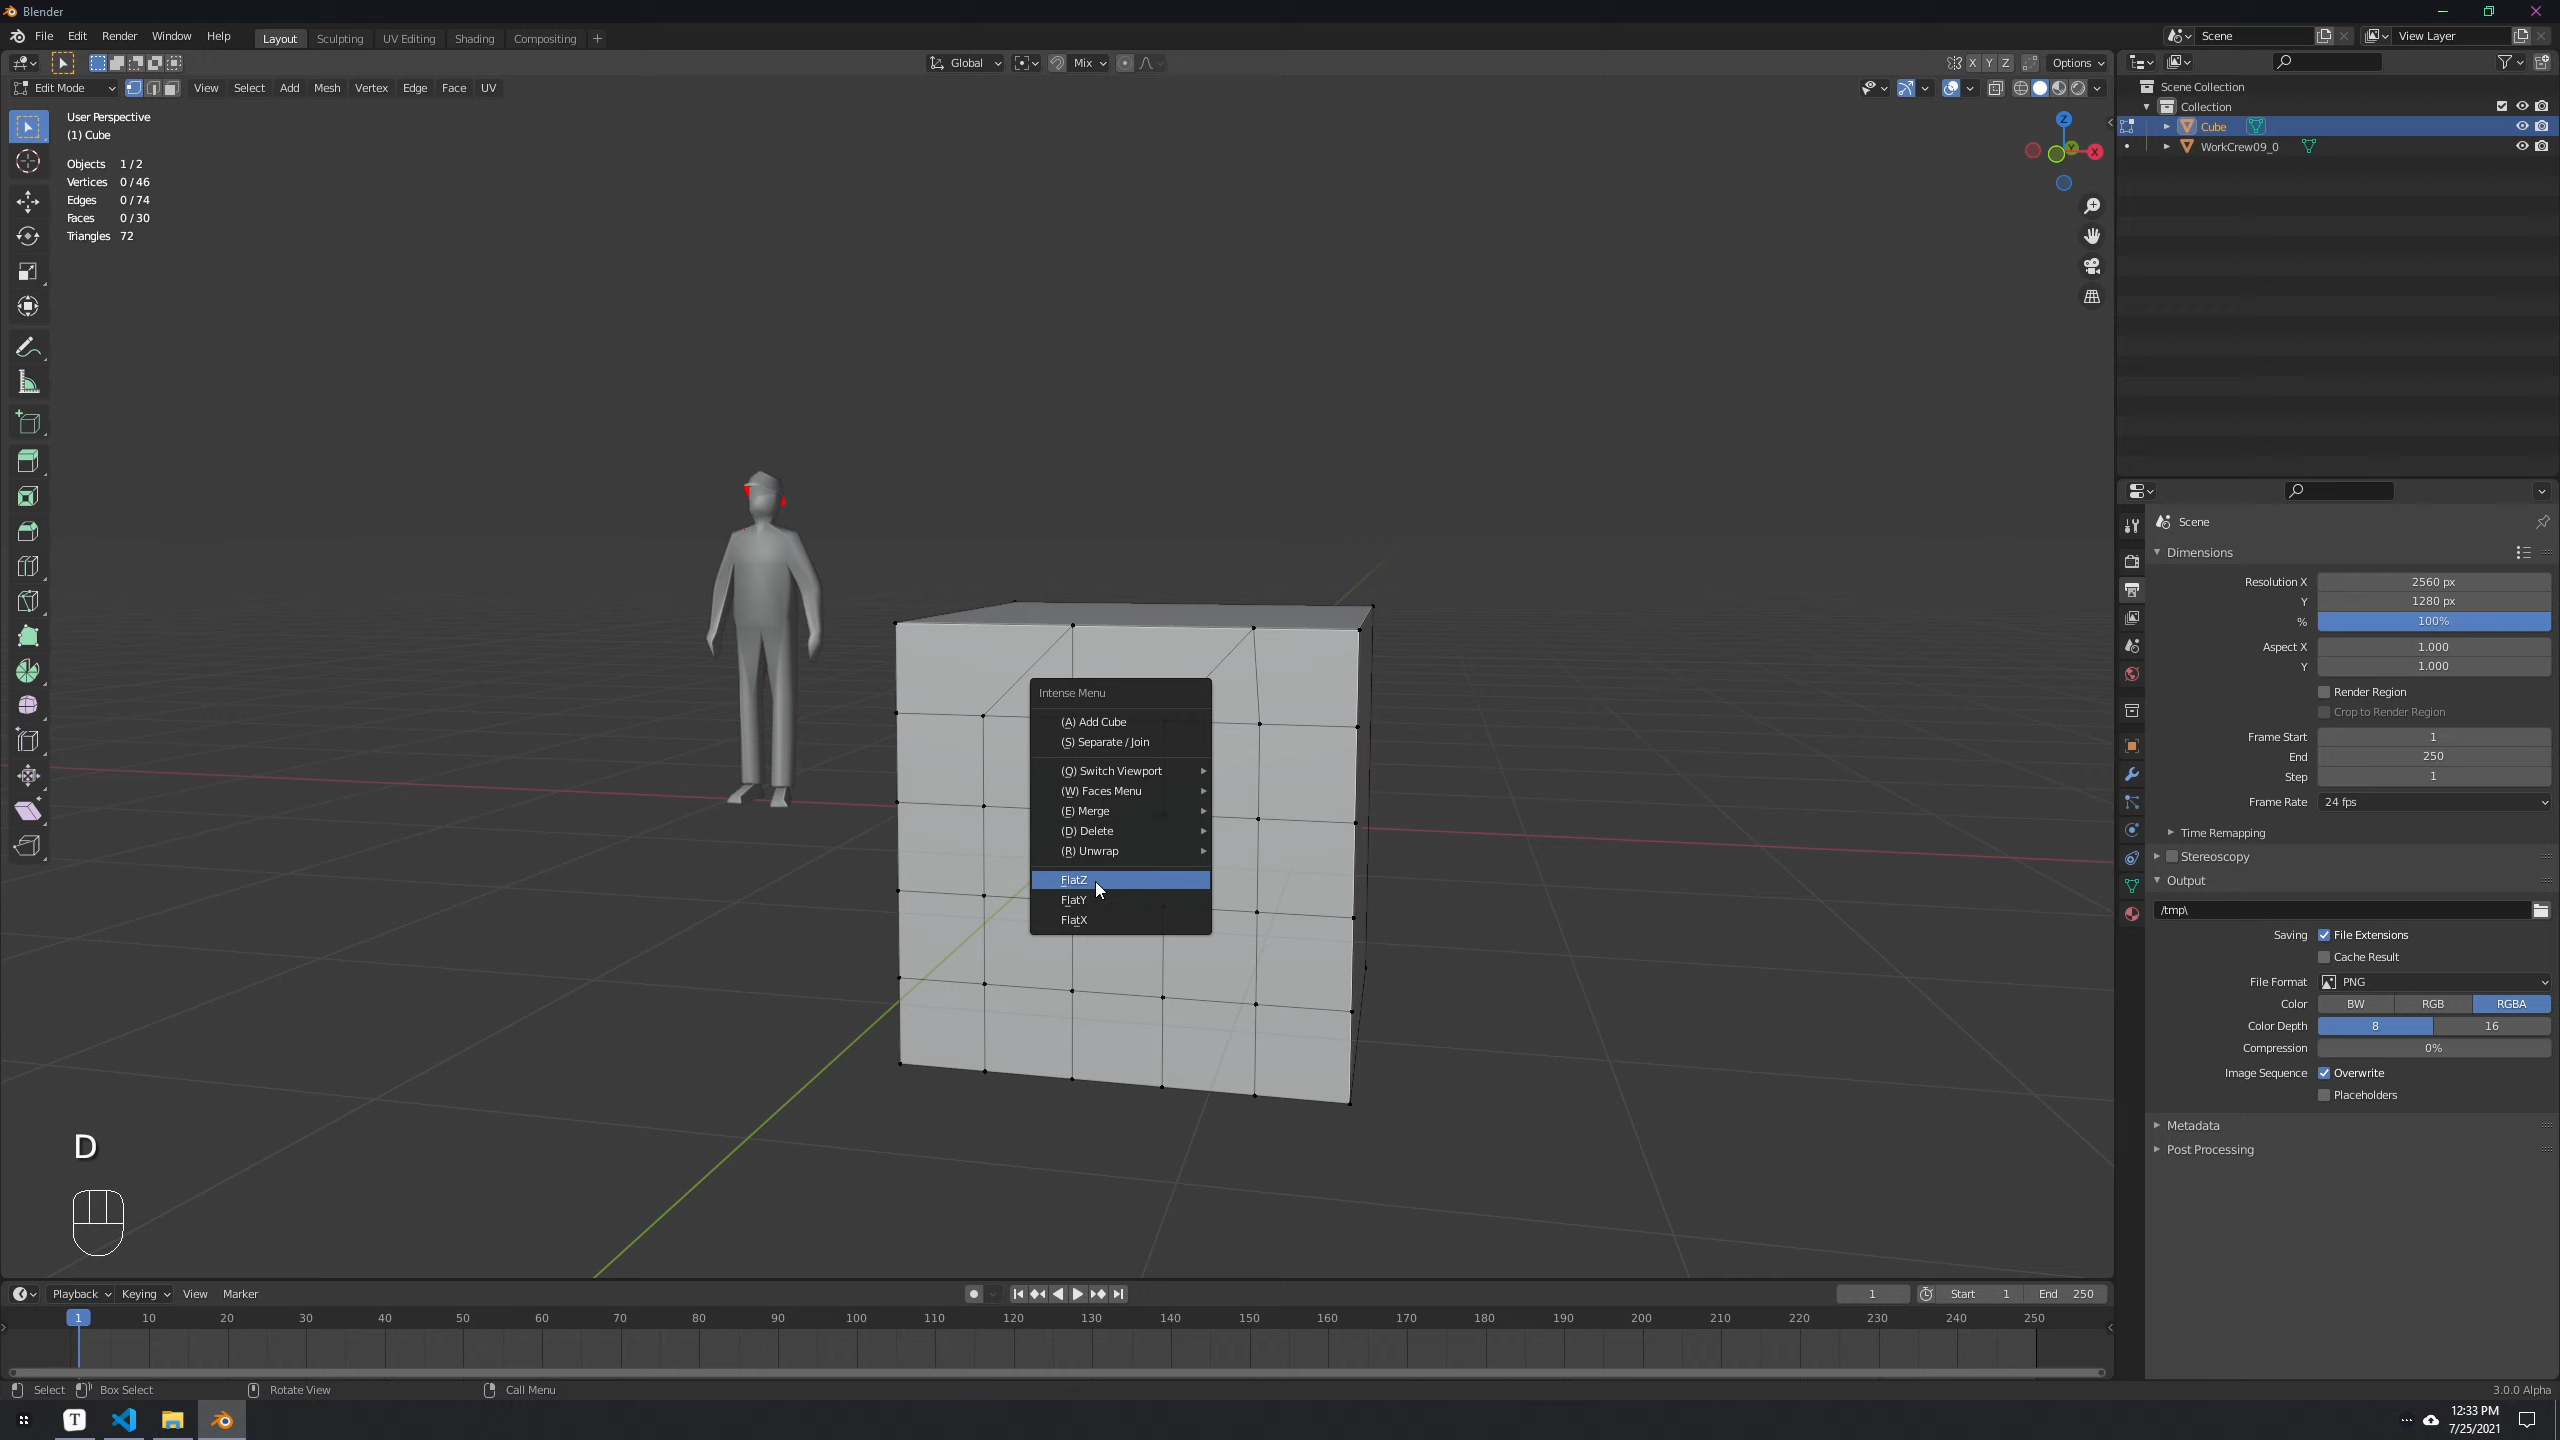 Blender
File Edit Render Window Help Layout Sculpting UV Editing Shading Compositing +
Scene View Layer
Global Mix X Y Z Options
Edit Mode View Select Add Mesh Vertex Edge Face UV
User Perspective
(1) Cube
Objects 1 / 2
Vertices 0 / 46
Edges 0 / 74
Faces 0 / 30
Triangles 72
Z
Y
X
Intense Menu
(A) Add Cube
(S) Separate / Join
(Q) Switch Viewport
(W) Faces Menu
(E) Merge
(D) Delete
(R) Unwrap
FlatZ
FlatY
FlatX
D
Scene Collection
Collection
Cube
WorkCrew09_0
Scene
Dimensions
Resolution X 2560 px
Y 1280 px
% 100%
Aspect X 1.000
Y 1.000
Render Region
Crop to Render Region
Frame Start 1
End 250
Step 1
Frame Rate 24 fps
Time Remapping
Stereoscopy
Output
/tmp\
Saving File Extensions
Cache Result
File Format PNG
Color BW RGB RGBA
Color Depth 8 16
Compression 0%
Image Sequence Overwrite
Placeholders
Metadata
Post Processing
Playback Keying View Marker 1 Start 1 End 250
1 10 20 30 40 50 60 70 80 90 100 110 120 130 140 150 160 170 180 190 200 210 220 230 240 250
Select Box Select Rotate View Call Menu 3.0.0 Alpha
T
12:33 PM
7/25/2021